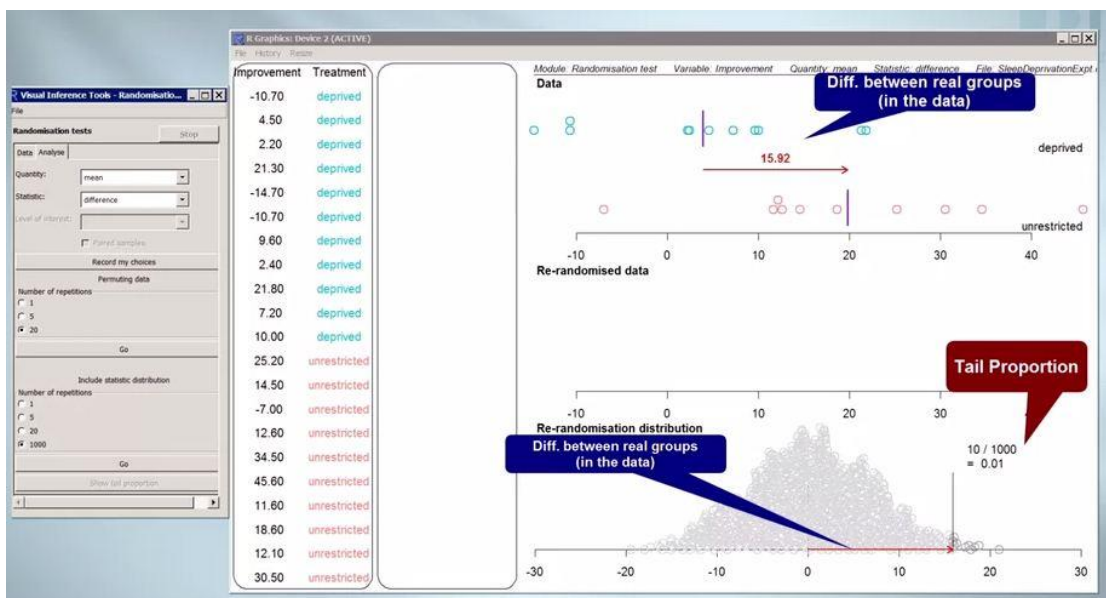 R Graphics: Device 2 (ACTIVE)
File History Resize
Visual Inference Tools - Randomisatio...
File
Randomisation tests
Stop
Data Analyse
Quantity: mean
Statistic: difference
Level of interest:
Paired samples
Record my choices
Permuting data
Number of repetitions
1
5
20
Go
Include statistic distribution
Number of repetitions
1
5
20
1000
Go
Show tail proportion
Improvement Treatment
-10.70 deprived
4.50 deprived
2.20 deprived
21.30 deprived
-14.70 deprived
-10.70 deprived
9.60 deprived
2.40 deprived
21.80 deprived
7.20 deprived
10.00 deprived
25.20 unrestricted
14.50 unrestricted
-7.00 unrestricted
12.60 unrestricted
34.50 unrestricted
45.60 unrestricted
11.60 unrestricted
18.60 unrestricted
12.10 unrestricted
30.50 unrestricted
Module: Randomisation test Variable: Improvement Quantity: mean Statistic: difference File: SleepDeprivationExpt
Data
Diff. between real groups
(in the data)
deprived
15.92
unrestricted
-10 0 10 20 30 40
Re-randomised data
Tail Proportion
-10 0 10 20 30
Re-randomisation distribution
Diff. between real groups
(in the data)
10 / 1000
= 0.01
-30 -20 -10 0 10 20 30